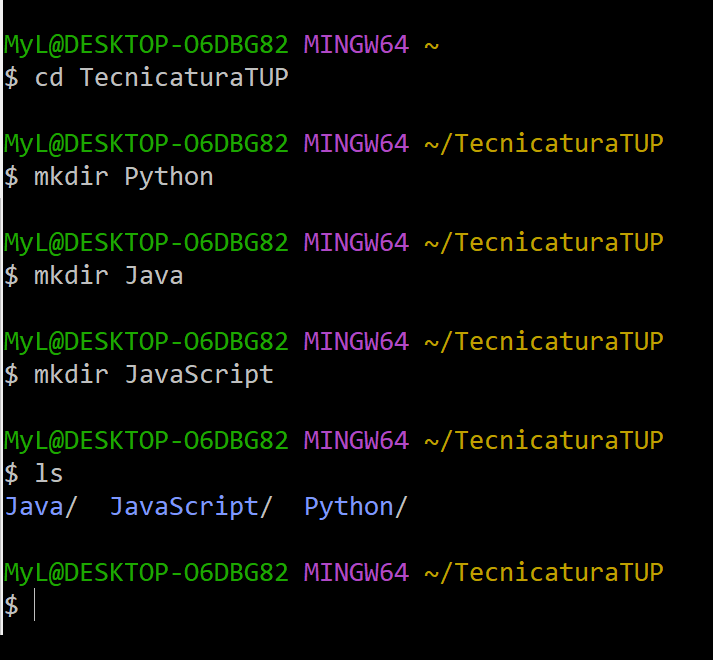 MyL@DESKTOP-O6DBG82 MINGW64 ~
$ cd TecnicaturaTUP
MyL@DESKTOP-O6DBG82 MINGW64 ~/TecnicaturaTUP
$ mkdir Python
MyL@DESKTOP-O6DBG82 MINGW64 ~/TecnicaturaTUP
$ mkdir Java
MyL@DESKTOP-O6DBG82 MINGW64 ~/TecnicaturaTUP
$ mkdir JavaScript
MyL@DESKTOP-O6DBG82 MINGW64 ~/TecnicaturaTUP
$ ls
Java/  JavaScript/  Python/
MyL@DESKTOP-O6DBG82 MINGW64 ~/TecnicaturaTUP
$